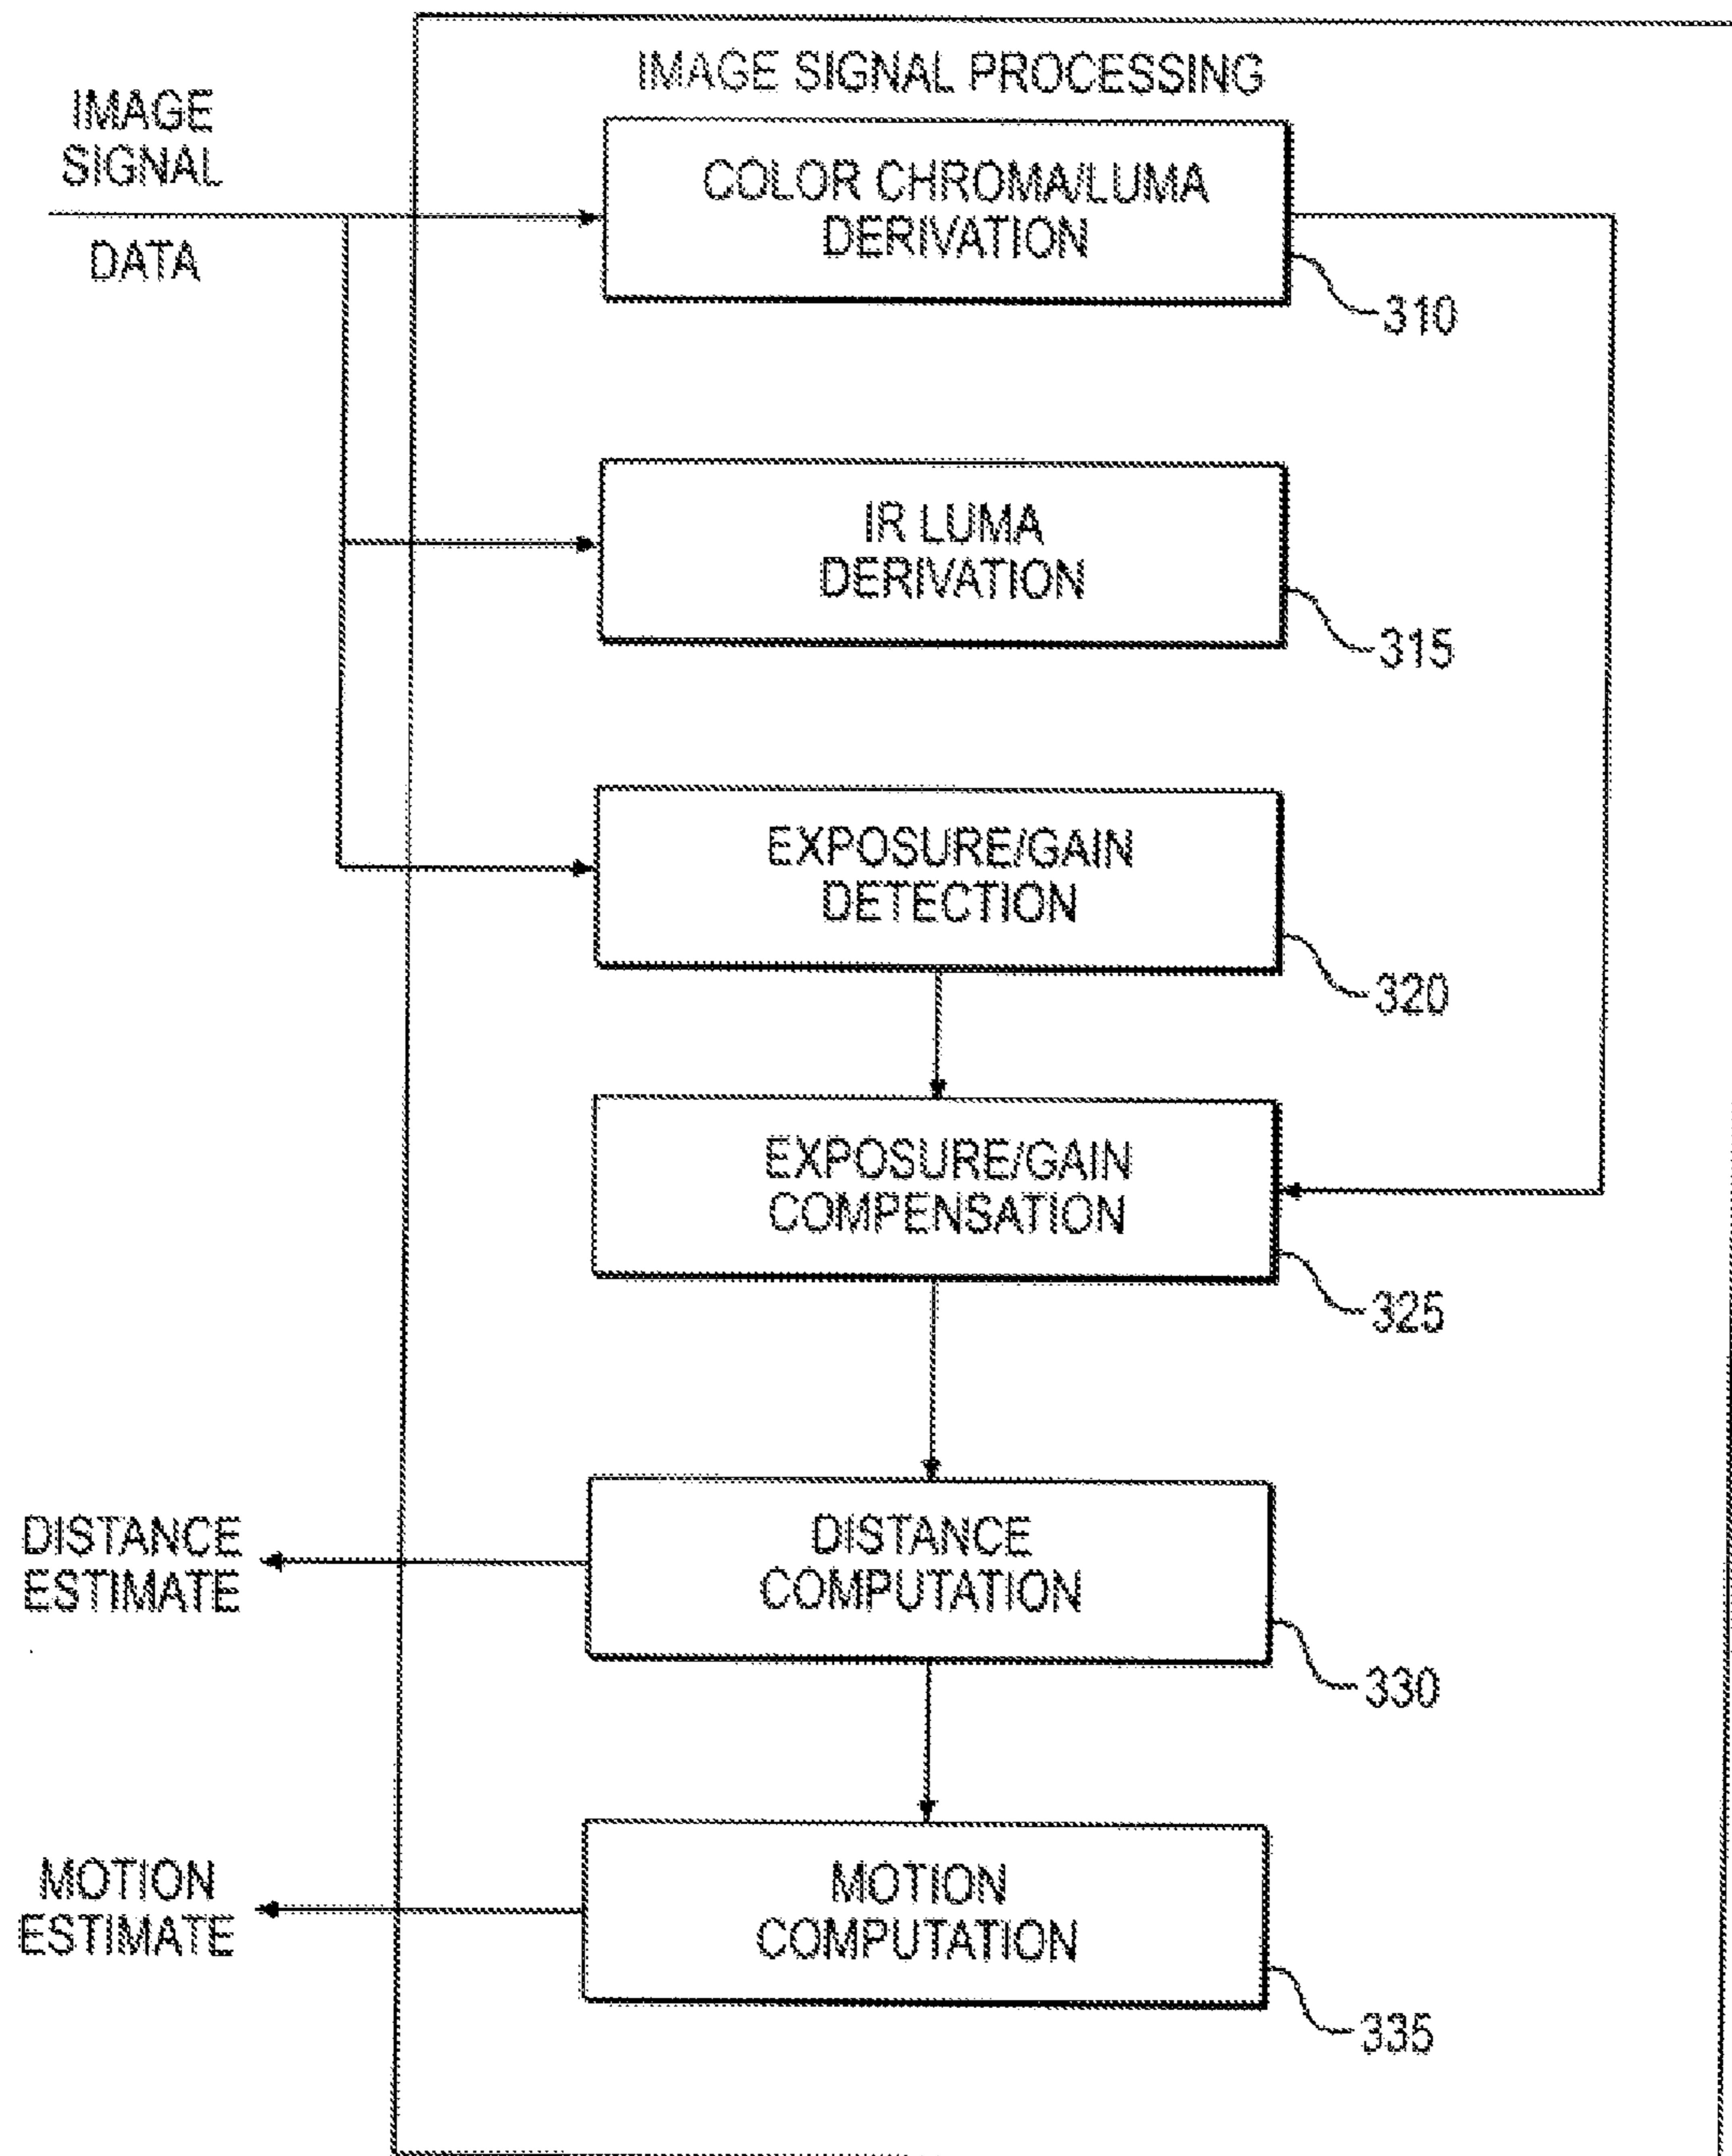 IMAGE SIGNAL PROCESSING
IMAGE
SIGNAL
DATA
COLOR CHROMA/LUMA
DERIVATION
310
IR LUMA
DERIVATION
315
EXPOSURE/GAIN
DETECTION
320
EXPOSURE/GAIN
COMPENSATION
325
DISTANCE
ESTIMATE
DISTANCE
COMPUTATION
330
MOTION
ESTIMATE
MOTION
COMPUTATION
335